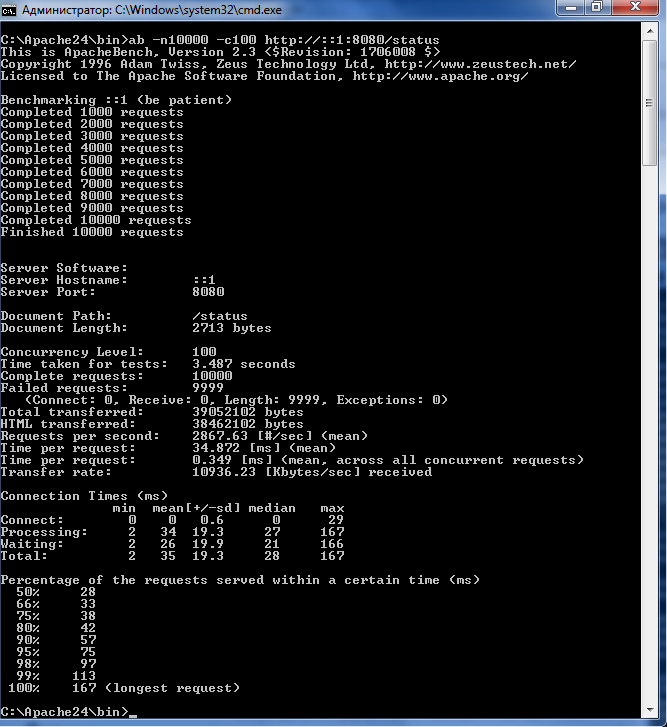 Администратор: C:\Windows\system32\cmd.exe
C:\Apache24\bin>ab -n10000 -c100 http://::1:8080/status
This is ApacheBench, Version 2.3 <$Revision: 1706008 $>
Copyright 1996 Adam Twiss, Zeus Technology Ltd, http://www.zeustech.net/
Licensed to The Apache Software Foundation, http://www.apache.org/
Benchmarking ::1 (be patient)
Completed 1000 requests
Completed 2000 requests
Completed 3000 requests
Completed 4000 requests
Completed 5000 requests
Completed 6000 requests
Completed 7000 requests
Completed 8000 requests
Completed 9000 requests
Completed 10000 requests
Finished 10000 requests
Server Software:
Server Hostname:        ::1
Server Port:            8080
Document Path:          /status
Document Length:        2713 bytes
Concurrency Level:      100
Time taken for tests:   3.487 seconds
Complete requests:      10000
Failed requests:        9999
   (Connect: 0, Receive: 0, Length: 9999, Exceptions: 0)
Total transferred:      39052102 bytes
HTML transferred:       38462102 bytes
Requests per second:    2867.63 [#/sec] (mean)
Time per request:       34.872 [ms] (mean)
Time per request:       0.349 [ms] (mean, across all concurrent requests)
Transfer rate:          10936.23 [Kbytes/sec] received
Connection Times (ms)
              min  mean[+/-sd] median   max
Connect:        0    0   0.6      0      29
Processing:     2   34  19.3     27     167
Waiting:        2   26  19.9     21     166
Total:          2   35  19.3     28     167
Percentage of the requests served within a certain time (ms)
  50%     28
  66%     33
  75%     38
  80%     42
  90%     57
  95%     75
  98%     97
  99%    113
 100%    167 (longest request)
C:\Apache24\bin>_